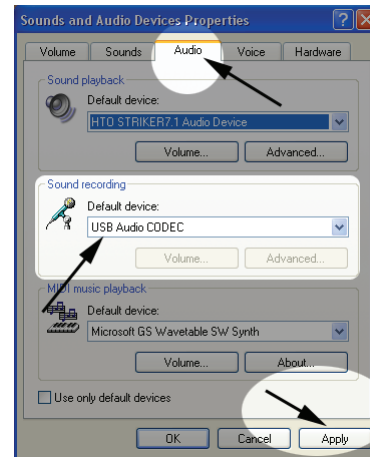 Sounds and Audio Devices Properties
Volume Sounds Audio Voice Hardware
Sound playback
Default device:
HTO STRIKER7.1 Audio Device
Volume... Advanced...
Sound recording
Default device:
USB Audio CODEC
Volume... Advanced...
MIDI music playback
Default device:
Microsoft GS Wavetable SW Synth
Volume... About...
Use only default devices
OK Cancel Apply